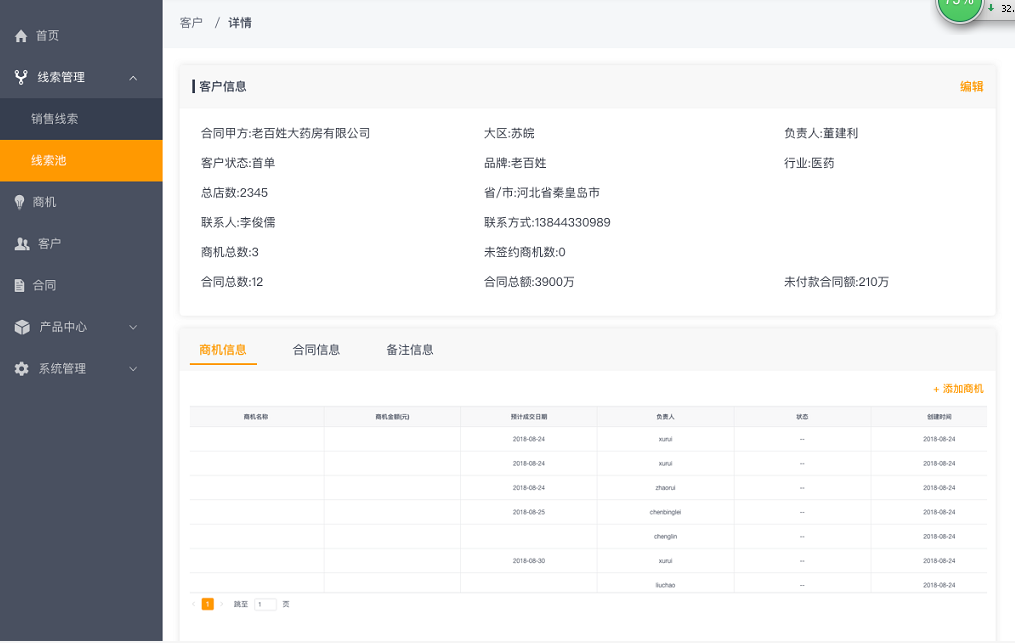 客户 / 详情
75%
32.
首页
线索管理
销售线索
线索池
商机
客户
合同
产品中心
系统管理
客户信息 编辑
合同甲方:老百姓大药房有限公司 大区:苏皖 负责人:董建利
客户状态:首单 品牌:老百姓 行业:医药
总店数:2345 省/市:河北省秦皇岛市
联系人:李俊儒 联系方式:13844330989
商机总数:3 未签约商机数:0
合同总数:12 合同总额:3900万 未付款合同额:210万
商机信息 合同信息 备注信息
+ 添加商机
商机名称 商机金额(元) 预计成交日期 负责人 状态 创建时间
2018-08-24 xurui -- 2018-08-24
2018-08-24 xurui -- 2018-08-24
2018-08-24 zhaorui -- 2018-08-24
2018-08-25 chenbinglei -- 2018-08-24
chenglin -- 2018-08-24
2018-08-30 xurui -- 2018-08-24
liuchao -- 2018-08-24
1 跳至 1 页